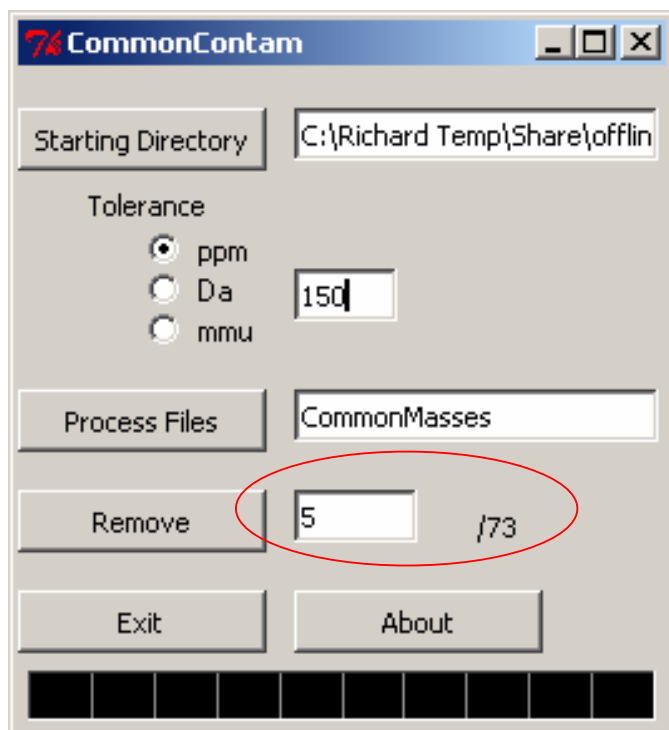 CommonContam
Starting Directory C:\Richard Temp\Share\offlin
Tolerance
ppm
Da 150
mmu
Process Files CommonMasses
Remove 5 /73
Exit About